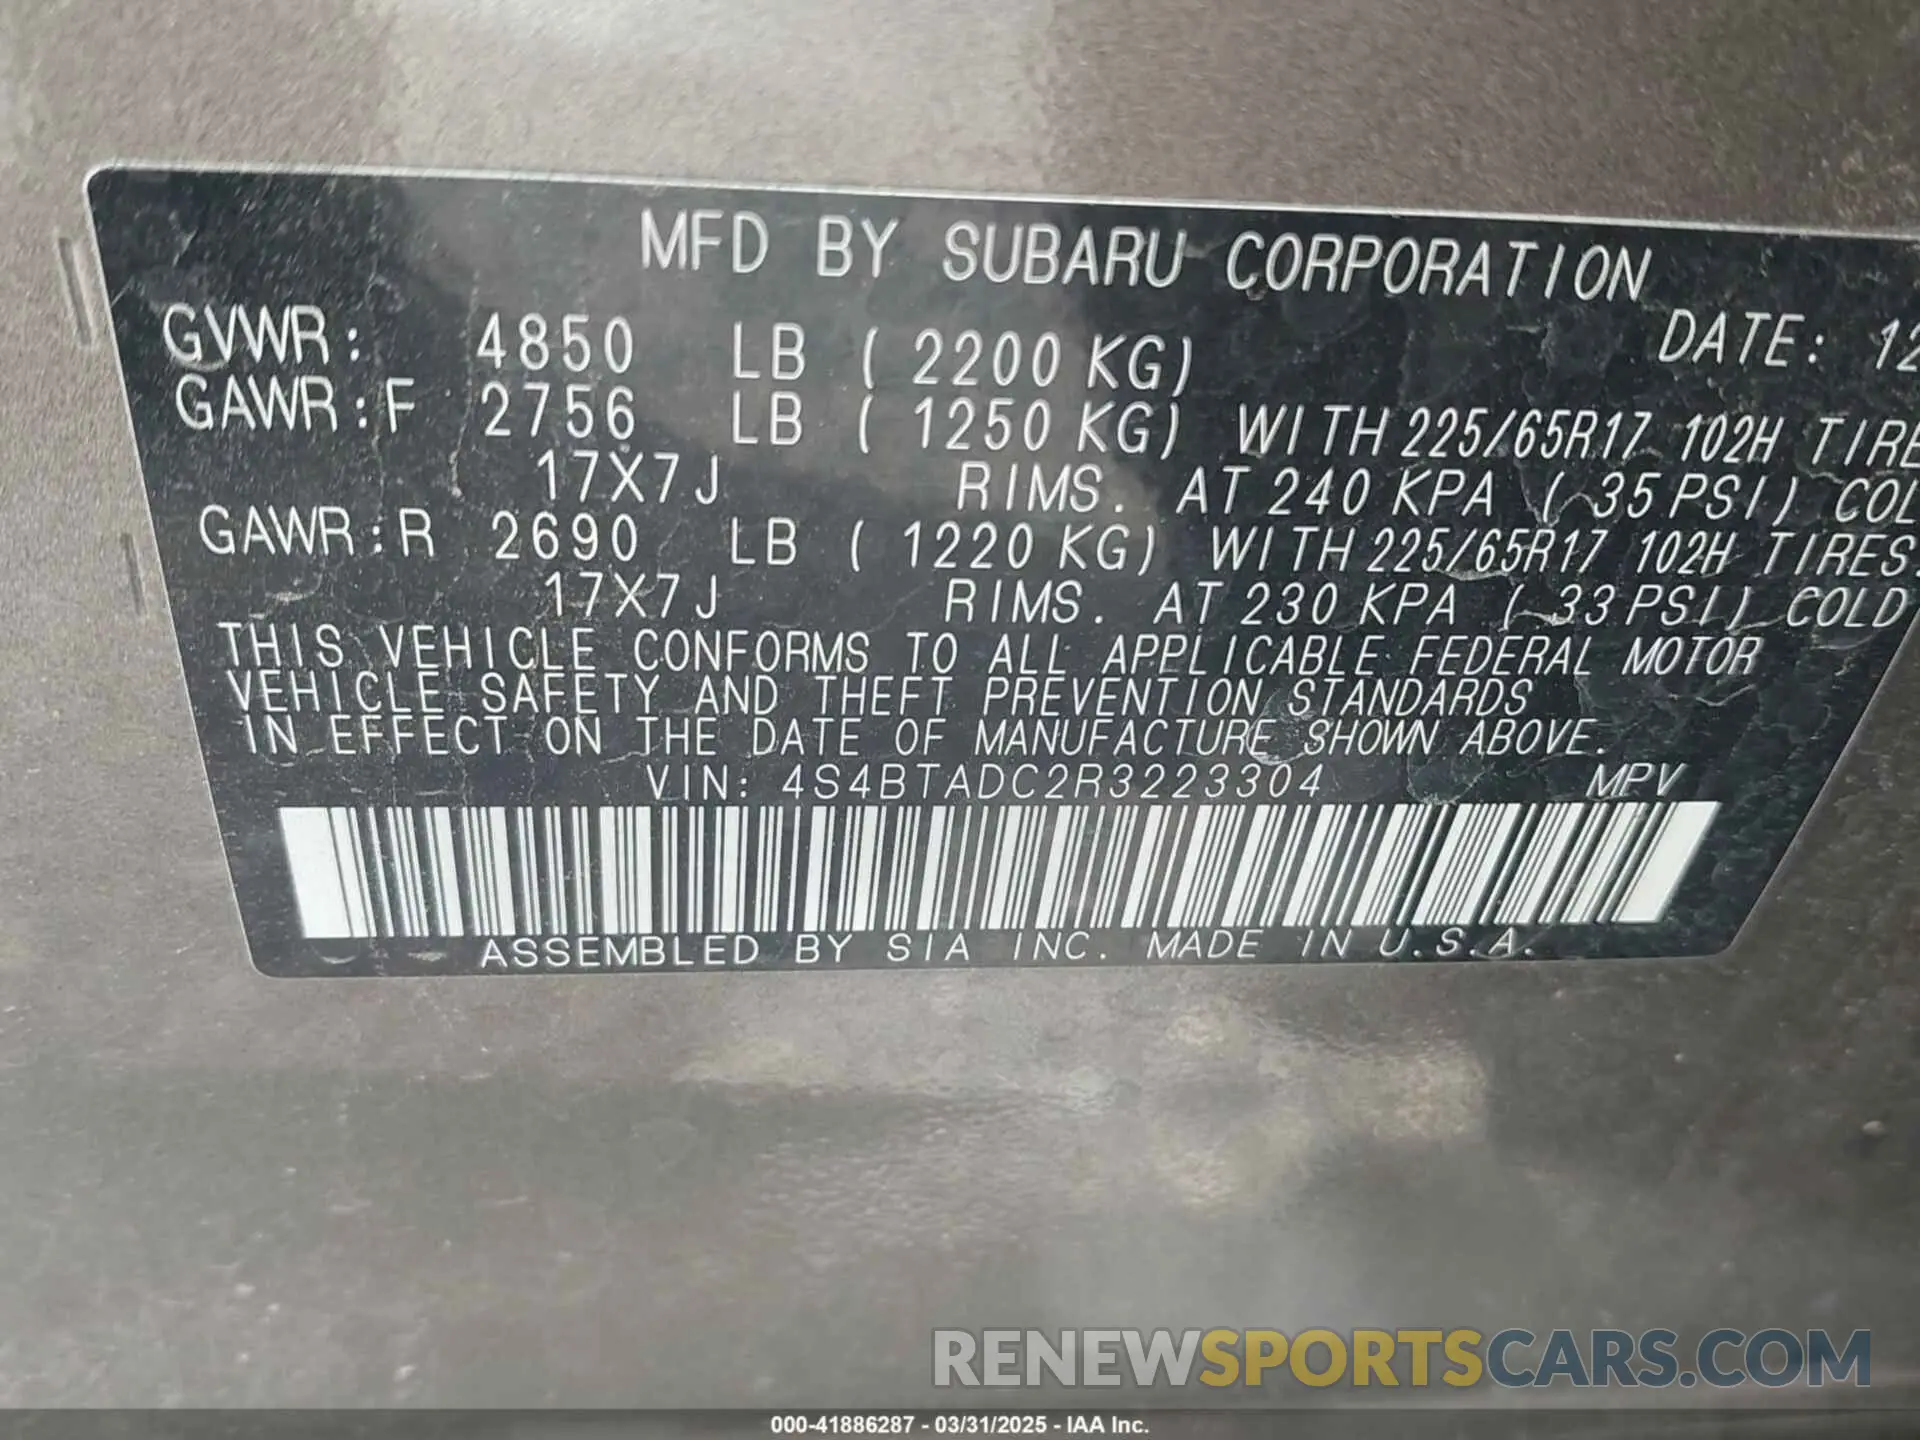 MFD BY SUBARU CORPORATION
GVWR: 4850 LB ( 2200 KG) DATE: 12
GAWR:F 2756 LB ( 1250 KG) WITH 225/65R17 102H TIRE
17X7J RIMS. AT 240 KPA ( 35 PSI) COL
GAWR:R 2690 LB ( 1220 KG) WITH 225/65R17 102H TIRES.
17X7J RIMS. AT 230 KPA ( 33 PSI) COLD
THIS VEHICLE CONFORMS TO ALL APPLICABLE FEDERAL MOTOR
VEHICLE SAFETY AND THEFT PREVENTION STANDARDS
IN EFFECT ON THE DATE OF MANUFACTURE SHOWN ABOVE.
VIN: 4S4BTADC2R3223304 MPV
ASSEMBLED BY SIA INC. MADE IN U.S.A.
RENEWSPORTSCARS.COM
000-41886287 - 03/31/2025 - IAA Inc.